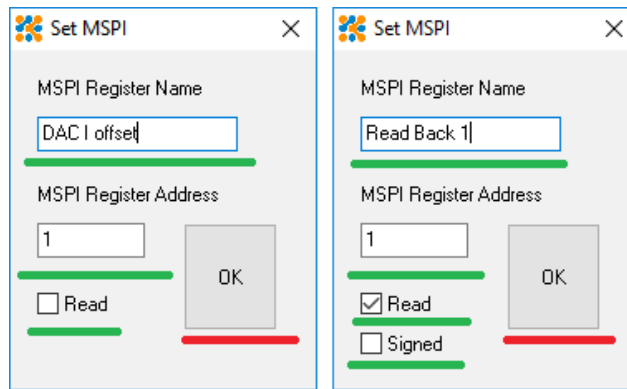 Set MSPI
MSPI Register Name
DAC I offset
MSPI Register Address
1
OK
Read
Set MSPI
MSPI Register Name
Read Back 1
MSPI Register Address
1
OK
Read
Signed